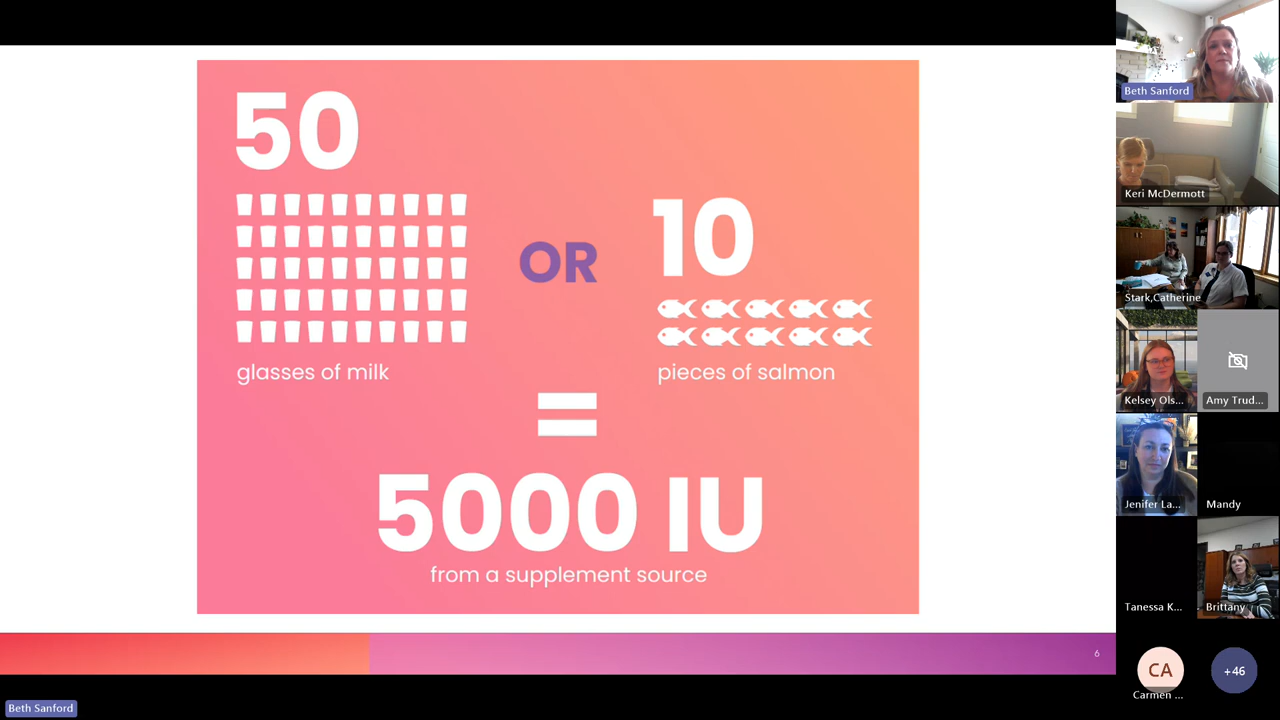 50
glasses of milk
OR
10
pieces of salmon
=
5000 IU
from a supplement source
6
Beth Sanford
Beth Sanford
Keri McDermott
Stark,Catherine
Kelsey Ols...
Amy Trud...
Jenifer La...
Mandy
Tanessa K...
Brittany
CA
Carmen ...
+46